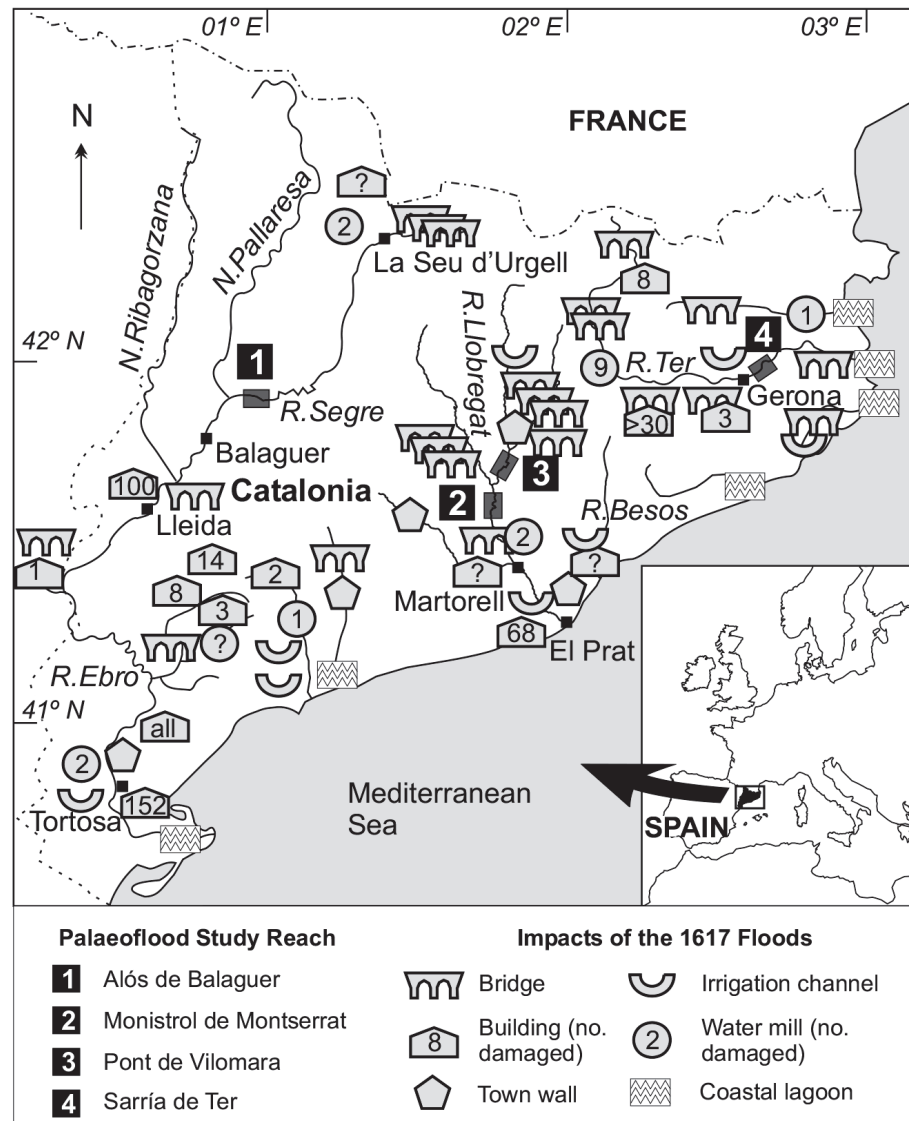 01º E
02º E
03º E
N
FRANCE
N.Ribagorzana
N.Pallaresa
?
2
La Seu d'Urgell
8
R.Llobregat
42º N
1
4
1
9
R.Ter
R.Segre
Gerona
>30
3
Balaguer
3
100
Catalonia
2
Lleida
R.Besos
2
?
?
1
14
8
2
3
1
?
Martorell
68
El Prat
R.Ebro
41º N
all
2
152
Tortosa
Mediterranean
Sea
SPAIN
Palaeoflood Study Reach
1 Alós de Balaguer
2 Monistrol de Montserrat
3 Pont de Vilomara
4 Sarría de Ter
Impacts of the 1617 Floods
Bridge
Irrigation channel
8 Building (no.
damaged)
2 Water mill (no.
damaged)
Town wall
Coastal lagoon